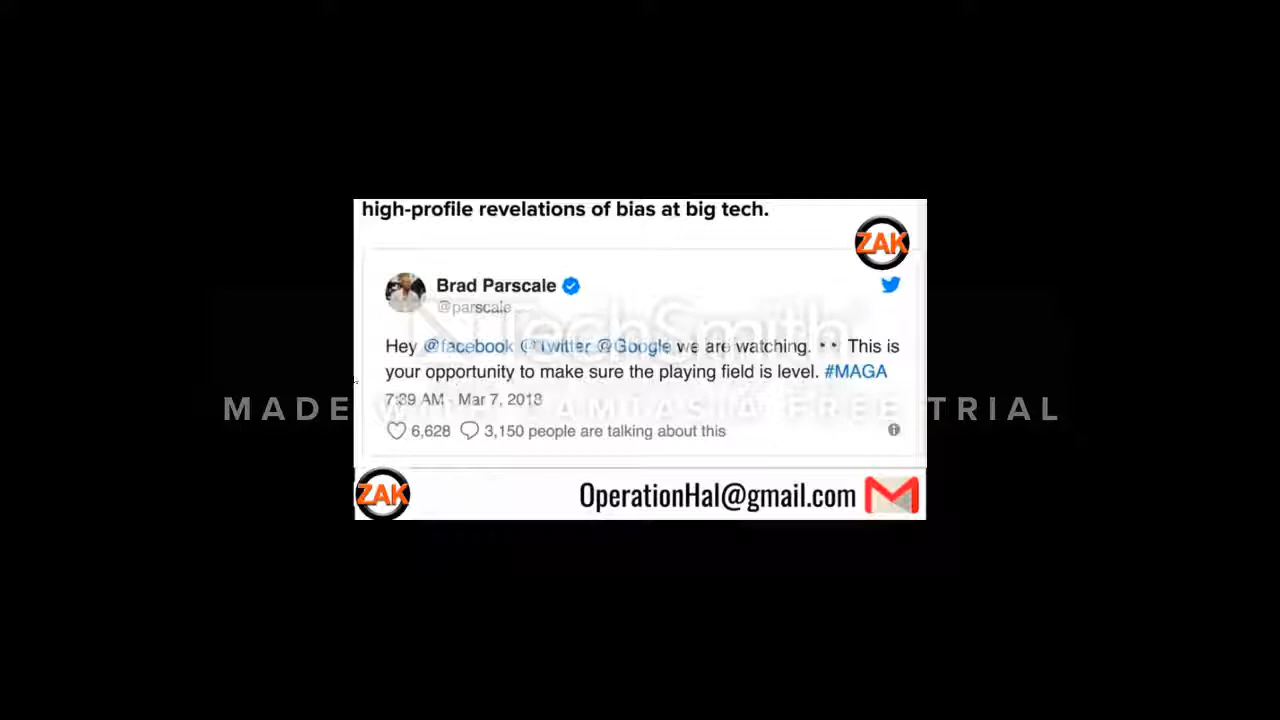 high-profile revelations of bias at big tech.
ZAK
Brad Parscale
@parscale
TechSmith
Hey @facebook @Twitter @Google we are watching. 👀 This is
your opportunity to make sure the playing field is level. #MAGA
7:39 AM - Mar 7, 2018
MADE WITH CAMTASIA FREE TRIAL
6,628 3,150 people are talking about this
ZAK
OperationHal@gmail.com